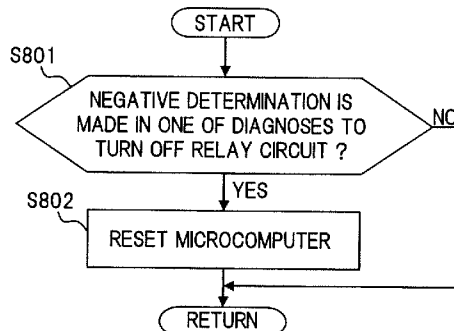 START
S801
NEGATIVE DETERMINATION IS
MADE IN ONE OF DIAGNOSES TO
TURN OFF RELAY CIRCUIT ?
NO
YES
S802
RESET MICROCOMPUTER
RETURN